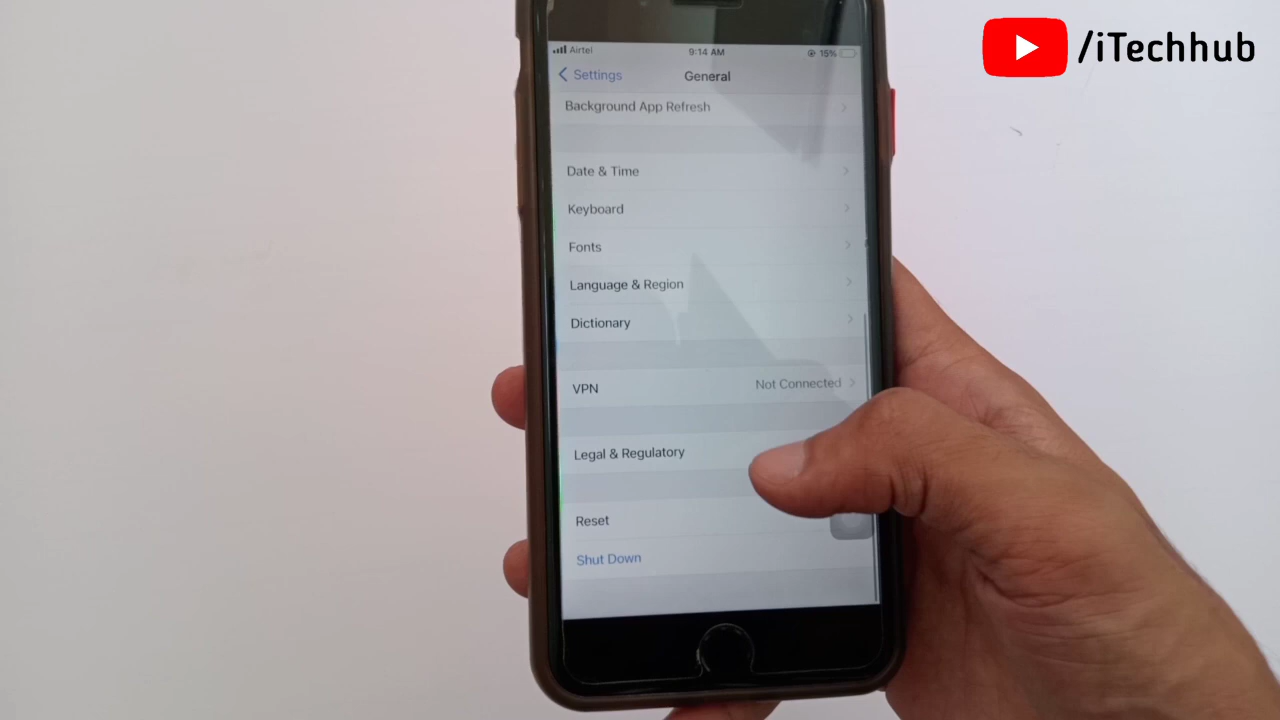 /iTechhub
Airtel 9:14 AM 15%
Settings General
Background App Refresh
Date & Time
Keyboard
Fonts
Language & Region
Dictionary
VPN Not Connected
Legal & Regulatory
Reset
Shut Down